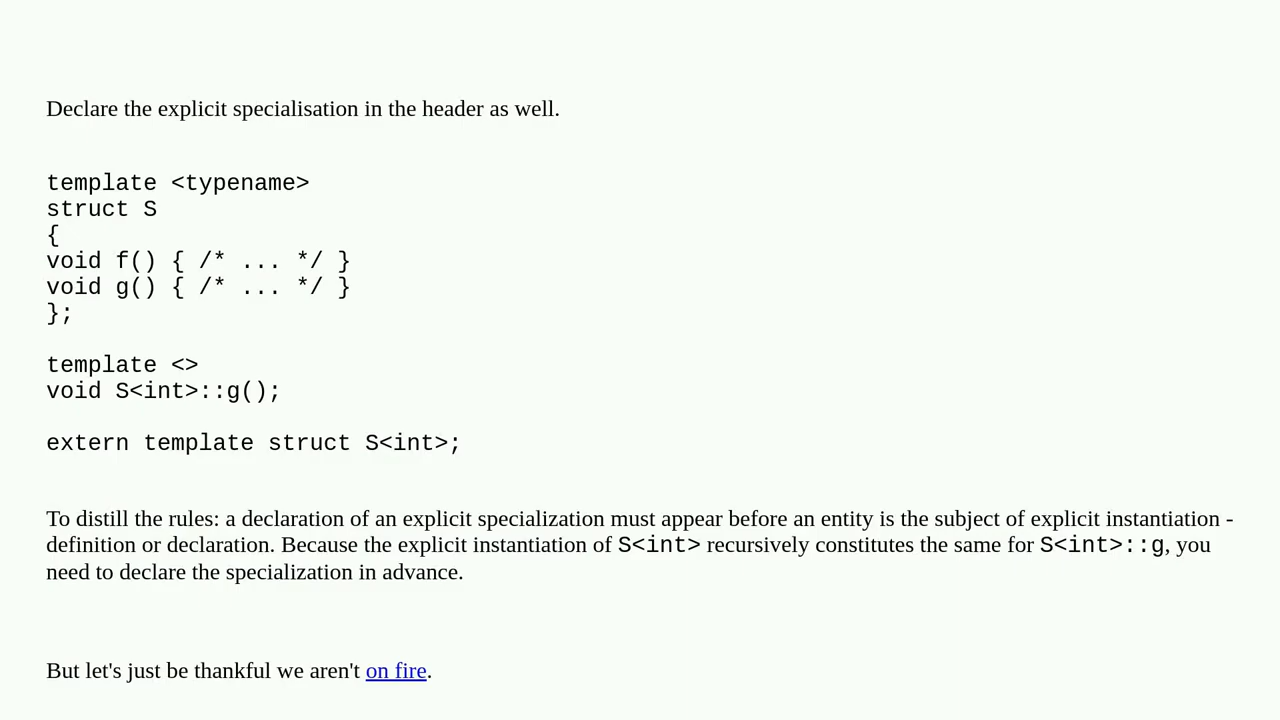 Declare the explicit specialisation in the header as well.
template <typename>
struct S
{
void f() { /* ... */ }
void g() { /* ... */ }
};
template <>
void S<int>::g();
extern template struct S<int>;
To distill the rules: a declaration of an explicit specialization must appear before an entity is the subject of explicit instantiation -
definition or declaration. Because the explicit instantiation of S<int> recursively constitutes the same for S<int>::g, you
need to declare the specialization in advance.
But let's just be thankful we aren't on fire.